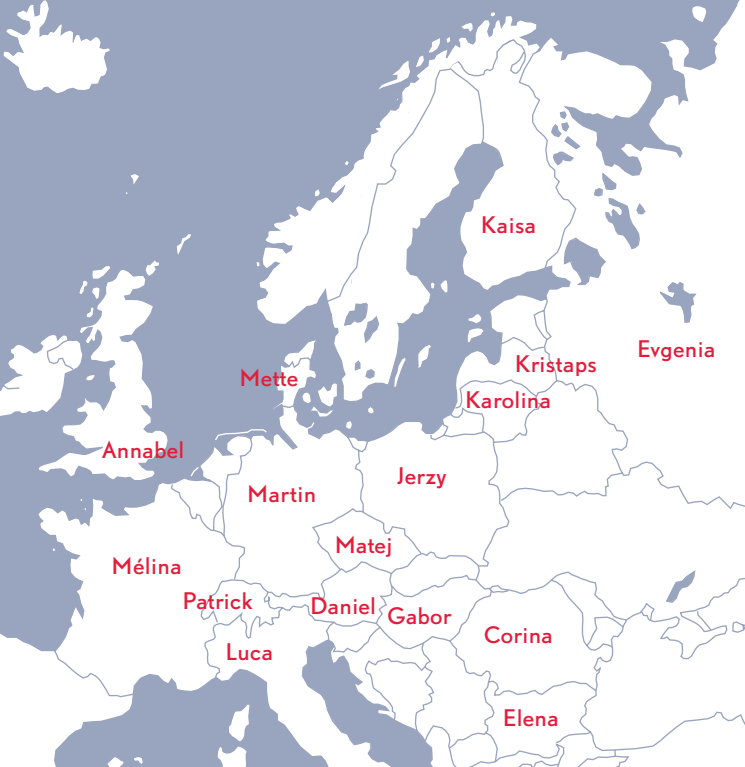 Kaisa
Evgenia
Kristaps
Mette
Karolina
Annabel
Jerzy
Martin
Matej
Mélina
Patrick
Daniel
Gabor
Corina
Luca
Elena